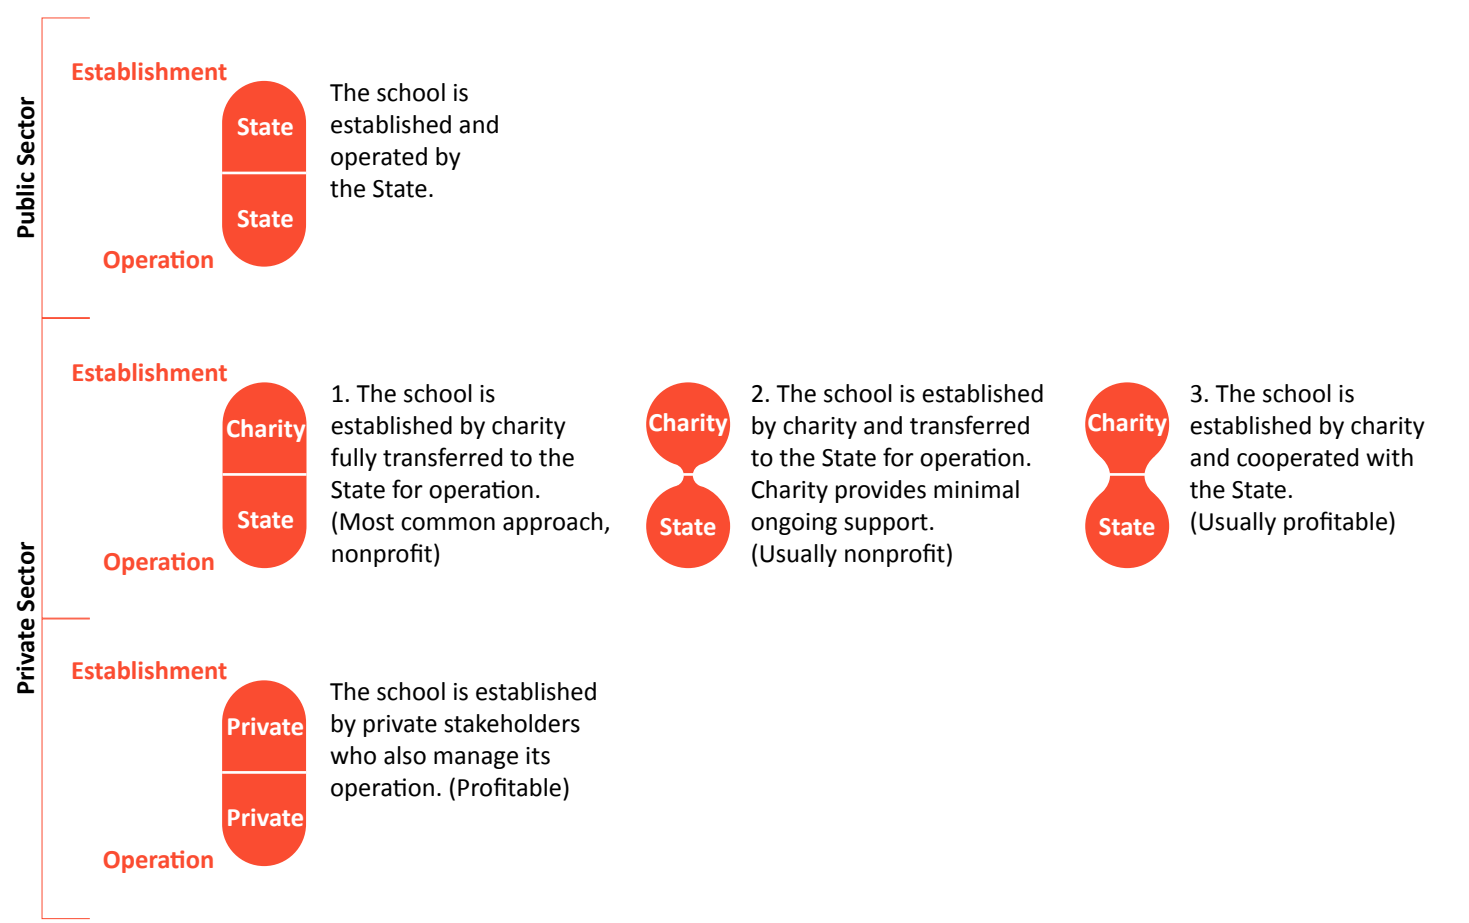 Public Sector
Establishment
State
State
Operation
The school is
established and
operated by
the State.
Private Sector
Establishment
Charity
State
Operation
1. The school is
established by charity
fully transferred to the
State for operation.
(Most common approach,
nonprofit)
Charity
State
2. The school is established
by charity and transferred
to the State for operation.
Charity provides minimal
ongoing support.
(Usually nonprofit)
Charity
State
3. The school is
established by charity
and cooperated with
the State.
(Usually profitable)
Establishment
Private
Private
Operation
The school is established
by private stakeholders
who also manage its
operation. (Profitable)